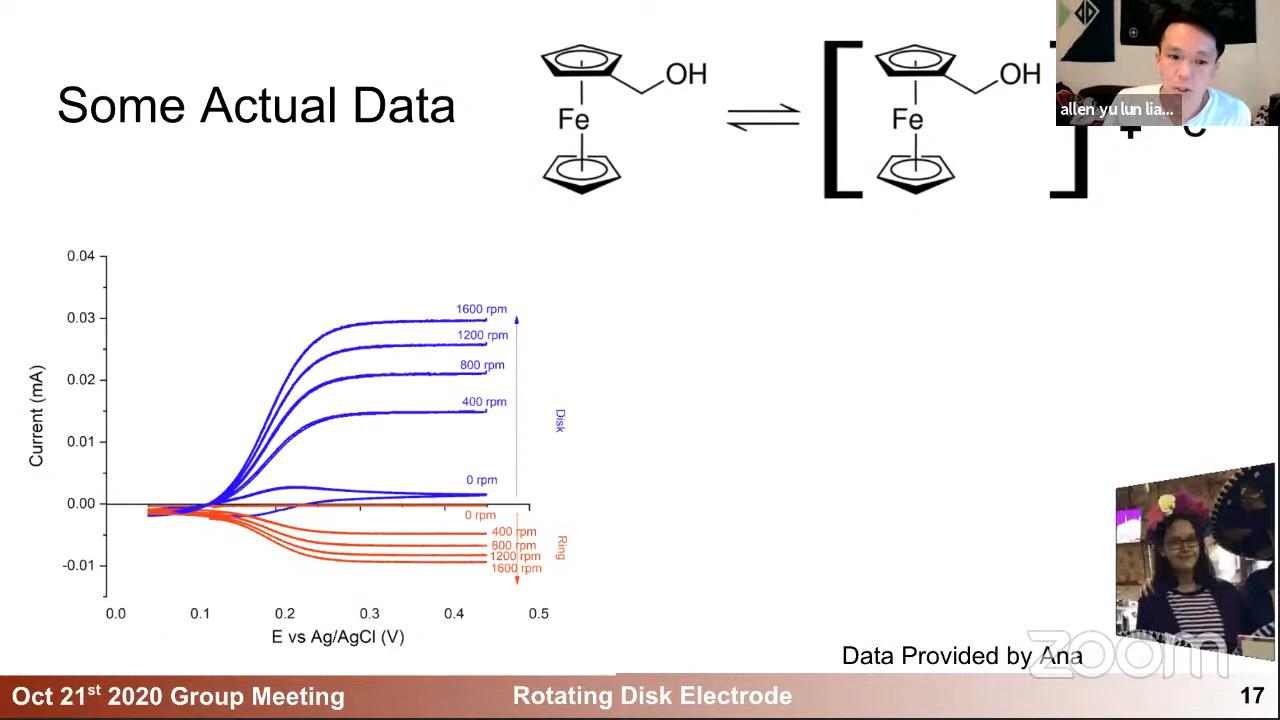 Some Actual Data
OH
Fe
OH
Fe
allen yu lun lia...
0.04
0.03
0.02
0.01
0.00
-0.01
Current (mA)
1600 rpm
1200 rpm
800 rpm
400 rpm
0 rpm
Disk
0 rpm
400 rpm
800 rpm
1200 rpm
1600 rpm
Ring
0.0 0.1 0.2 0.3 0.4 0.5
E vs Ag/AgCl (V)
Data Provided by Ana
zoom
Oct 21st 2020 Group Meeting
Rotating Disk Electrode
17